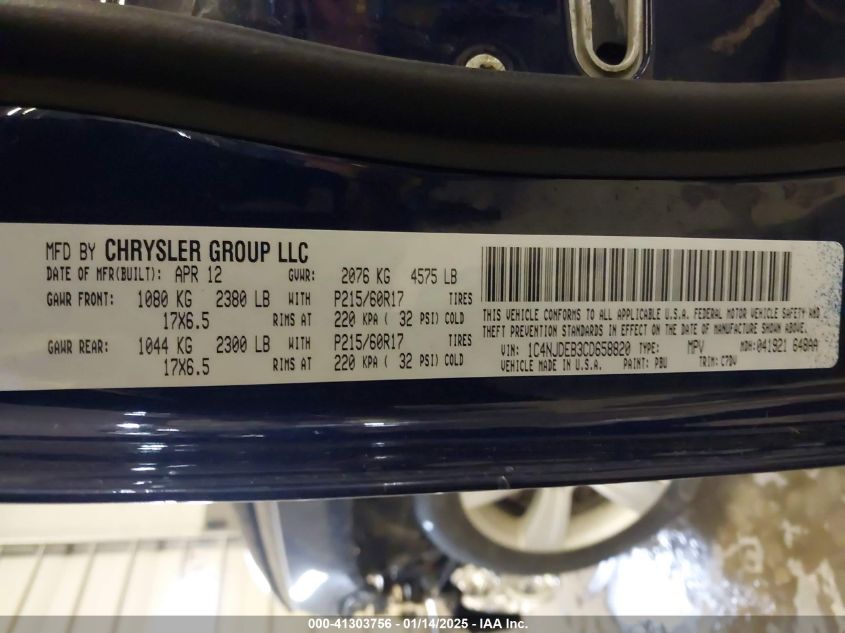 MFD BY CHRYSLER GROUP LLC
DATE OF MFR(BUILT): APR 12 GVWR: 2076 KG 4575 LB
GAWR FRONT: 1080 KG 2380 LB WITH P215/60R17 TIRES
17X6.5 RIMS AT 220 KPA ( 32 PSI) COLD
GAWR REAR: 1044 KG 2300 LB WITH P215/60R17 TIRES
17X6.5 RIMS AT 220 KPA ( 32 PSI) COLD
THIS VEHICLE CONFORMS TO ALL APPLICABLE U.S.A. FEDERAL MOTOR VEHICLE SAFETY AND
THEFT PREVENTION STANDARDS IN EFFECT ON THE DATE OF MANUFACTURE SHOWN ABOVE.
VIN: 1C4NJDEB3CD658820 TYPE: MPV MDH: 041921 648AA
VEHICLE MADE IN U.S.A. PAINT: PBU TRIM: C7DV
000-41303756 - 01/14/2025 - IAA Inc.